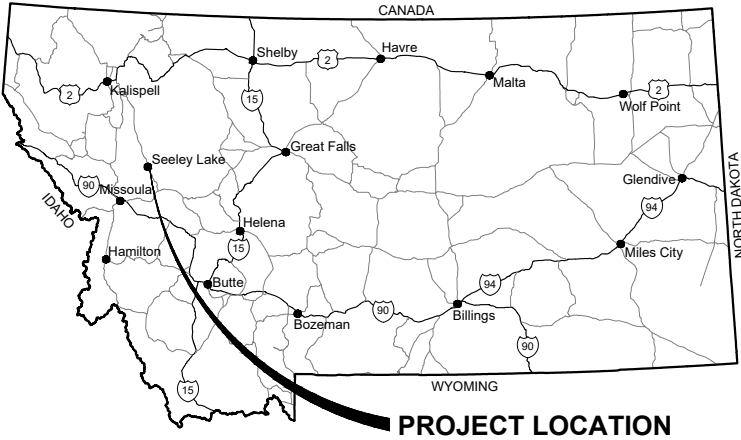 CANADA
Shelby
2
Havre
2
Kalispell
15
Malta
2
Wolf Point
Great Falls
Seeley Lake
90
Missoula
IDAHO
Glendive
94
NORTH DAKOTA
Helena
15
Hamilton
Miles City
Butte
94
90
Billings
Bozeman
90
15
WYOMING
PROJECT LOCATION